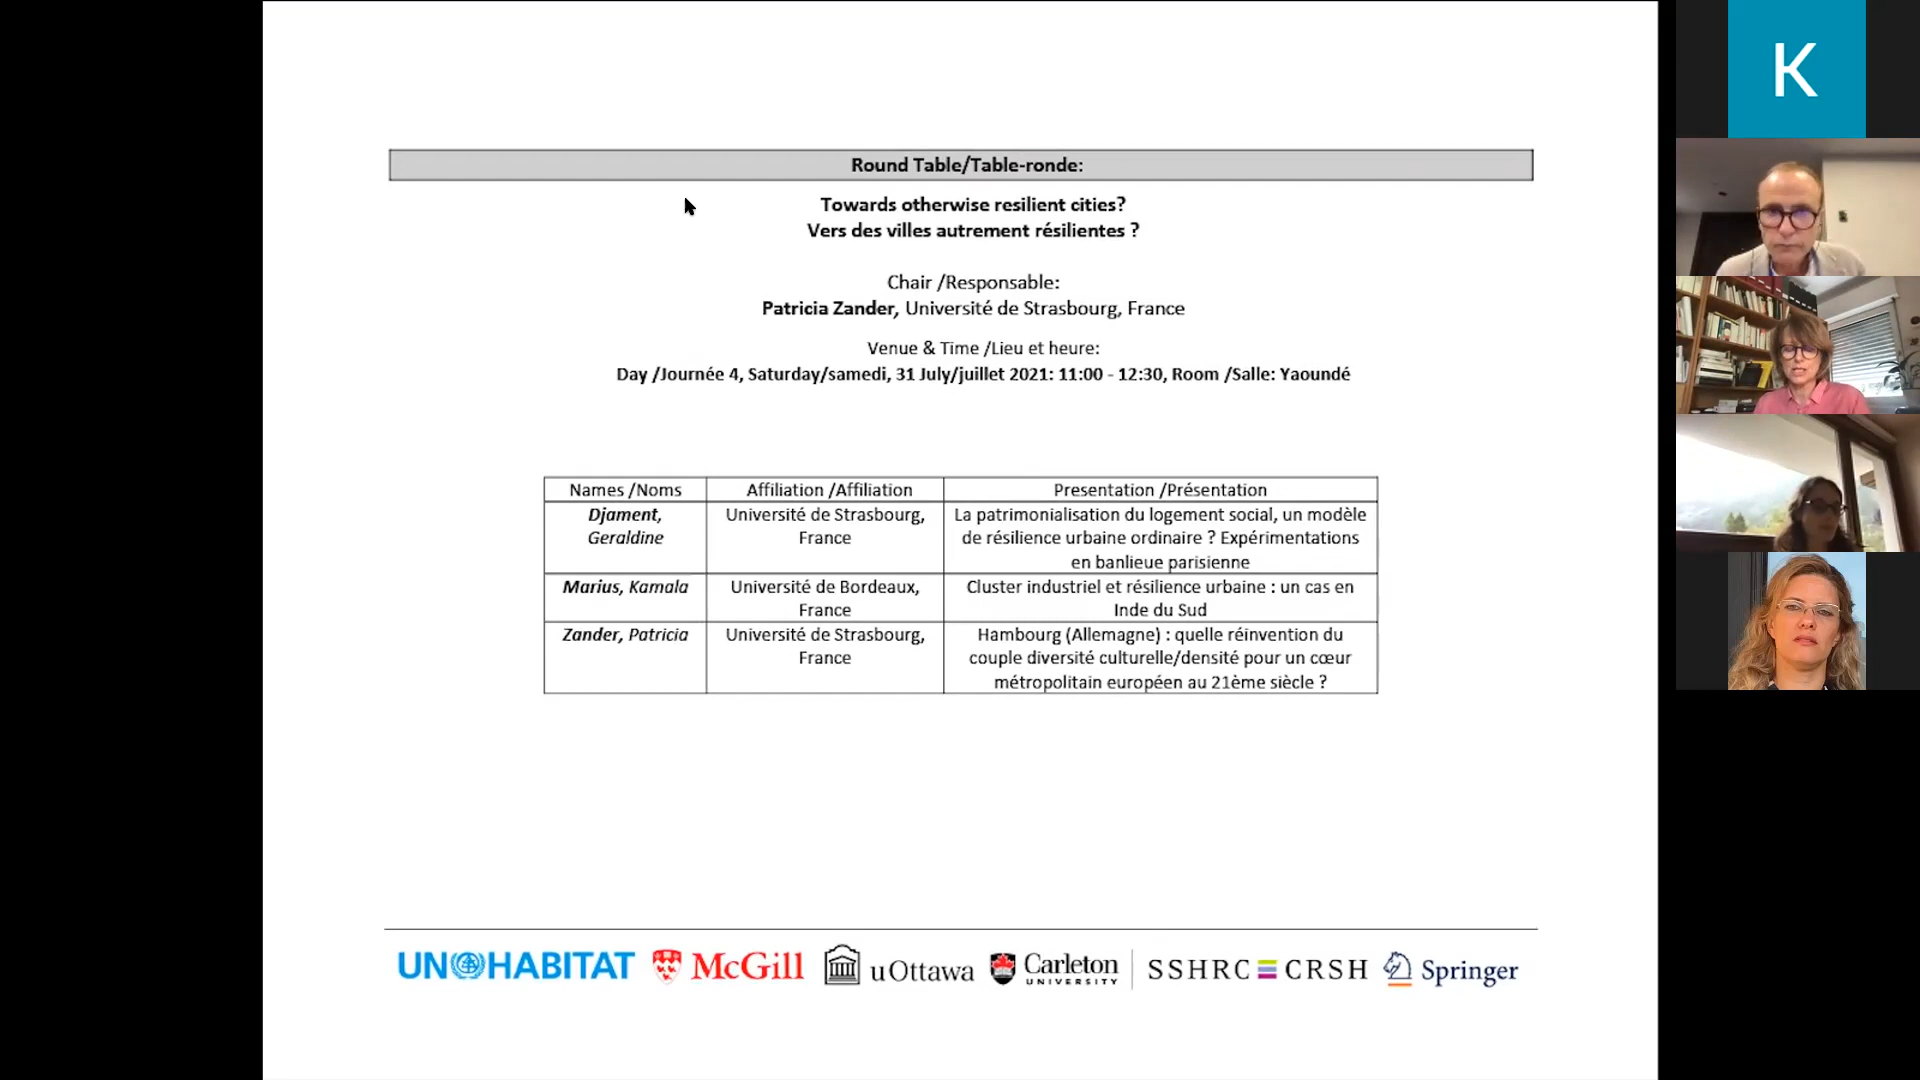 Round Table/Table-ronde:
Towards otherwise resilient cities?
Vers des villes autrement résilientes ?
Chair /Responsable:
Patricia Zander, Université de Strasbourg, France
Venue & Time /Lieu et heure:
Day /Journée 4, Saturday/samedi, 31 July/juillet 2021: 11:00 - 12:30, Room /Salle: Yaoundé
Names /Noms Affiliation /Affiliation Presentation /Présentation
Djament, Geraldine
Université de Strasbourg, France
La patrimonialisation du logement social, un modèle
de résilience urbaine ordinaire ? Expérimentations
en banlieue parisienne
Marius, Kamala
Université de Bordeaux, France
Cluster industriel et résilience urbaine : un cas en
Inde du Sud
Zander, Patricia
Université de Strasbourg, France
Hambourg (Allemagne) : quelle réinvention du
couple diversité culturelle/densité pour un cœur
métropolitain européen au 21ème siècle ?
UN HABITAT
McGill
uOttawa
Carleton
UNIVERSITY
SSHRC CRSH
Springer
K